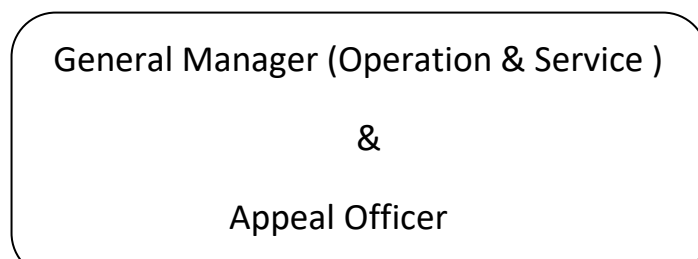 General Manager (Operation & Service )
&
Appeal Officer